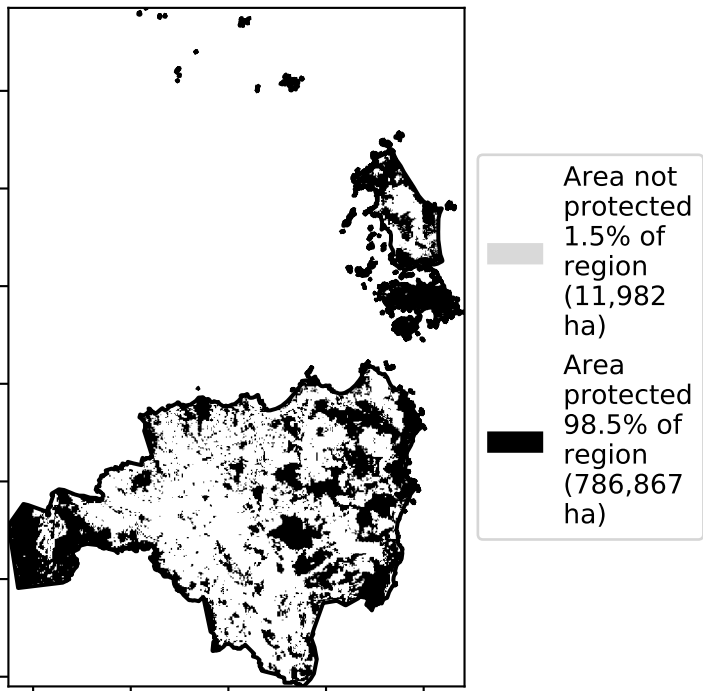 Area not
protected
1.5% of
region
(11,982
ha)
Area
protected
98.5% of
region
(786,867
ha)